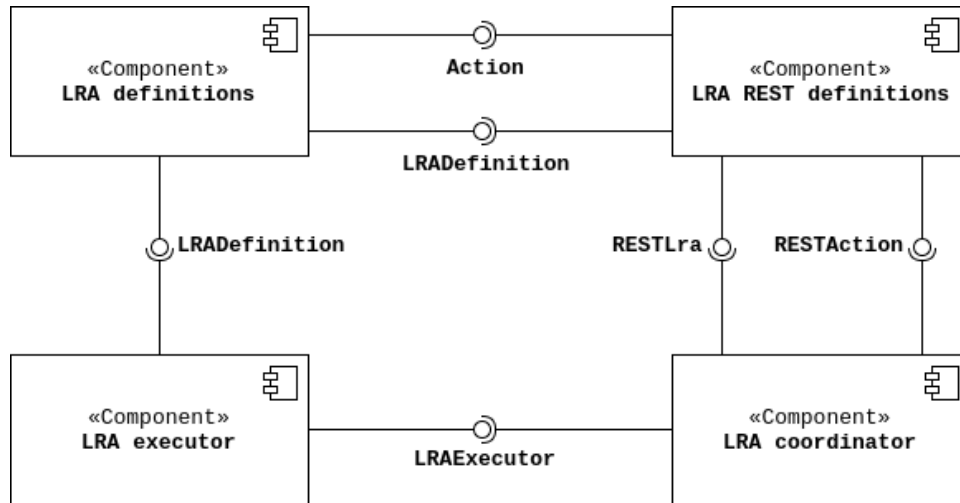 «Component»
LRA definitions
Action
«Component»
LRA REST definitions
LRADefinition
LRADefinition
RESTLra
RESTAction
«Component»
LRA executor
LRAExecutor
«Component»
LRA coordinator